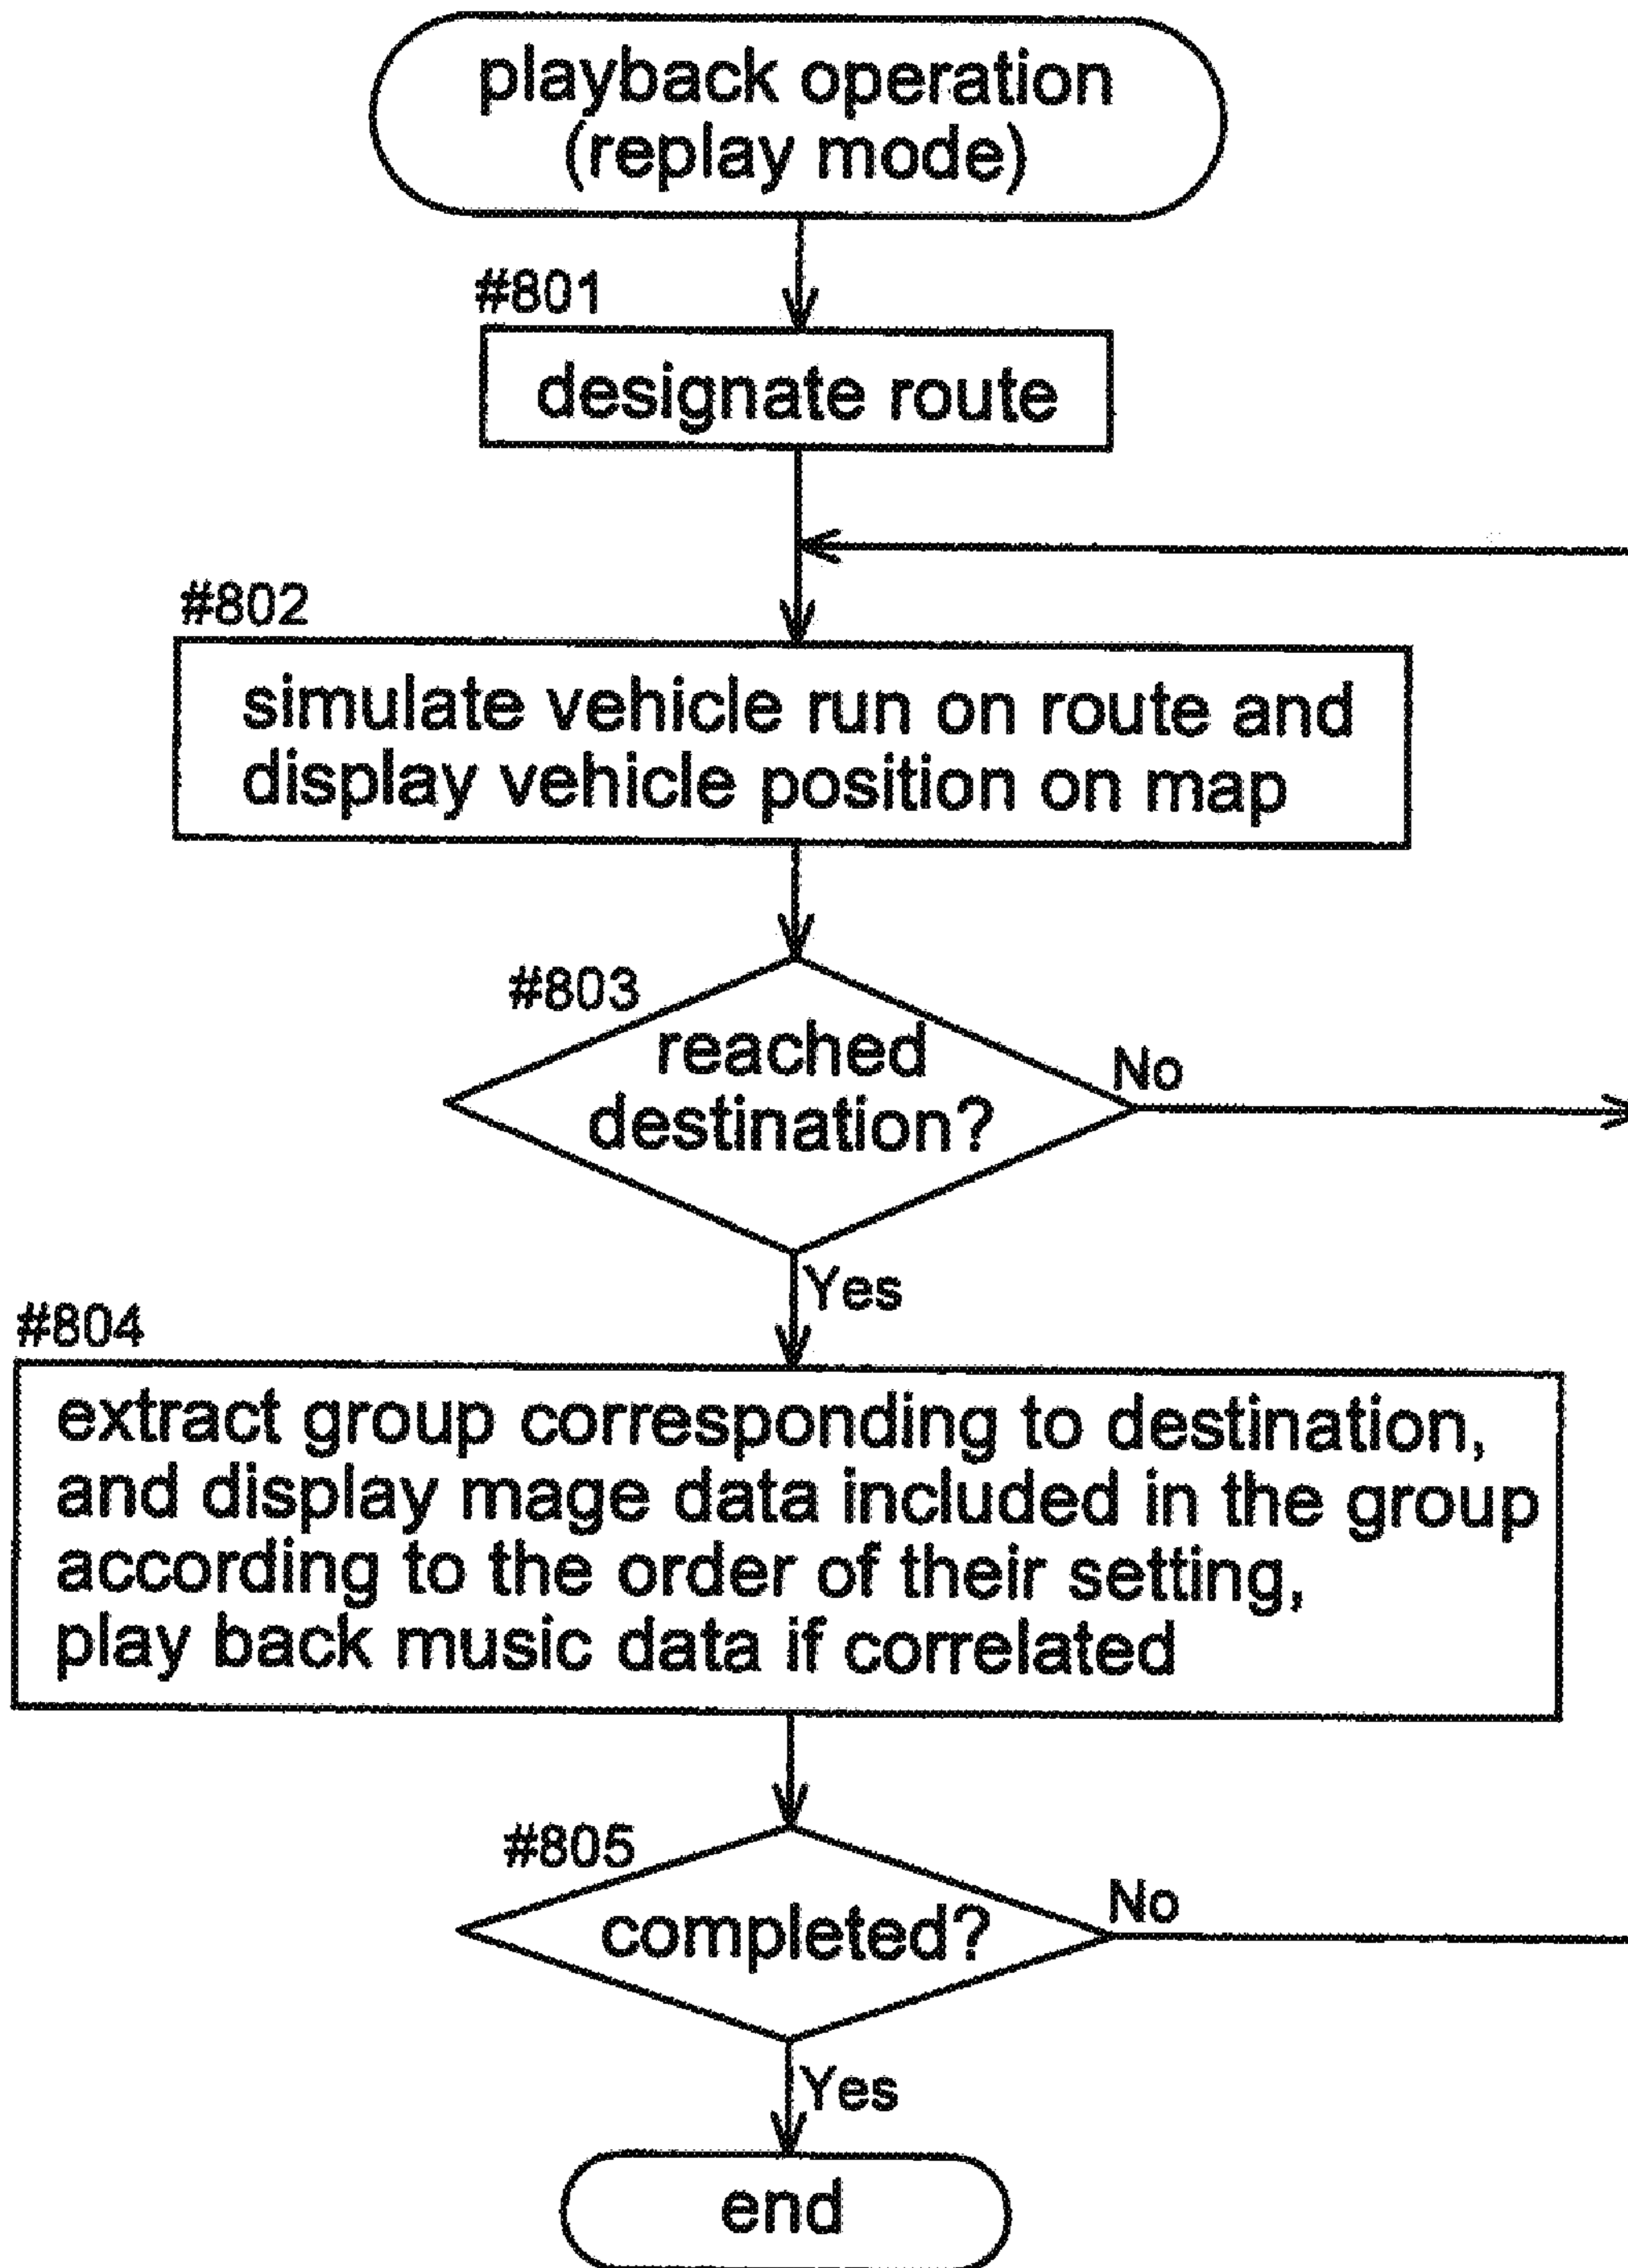 playback operation
(replay mode)
#801
designate route
#802
simulate vehicle run on route and
display vehicle position on map
#803
reached
destination?
No
Yes
#804
extract group corresponding to destination,
and display mage data included in the group
according to the order of their setting,
play back music data if correlated
#805
completed?
No
Yes
end